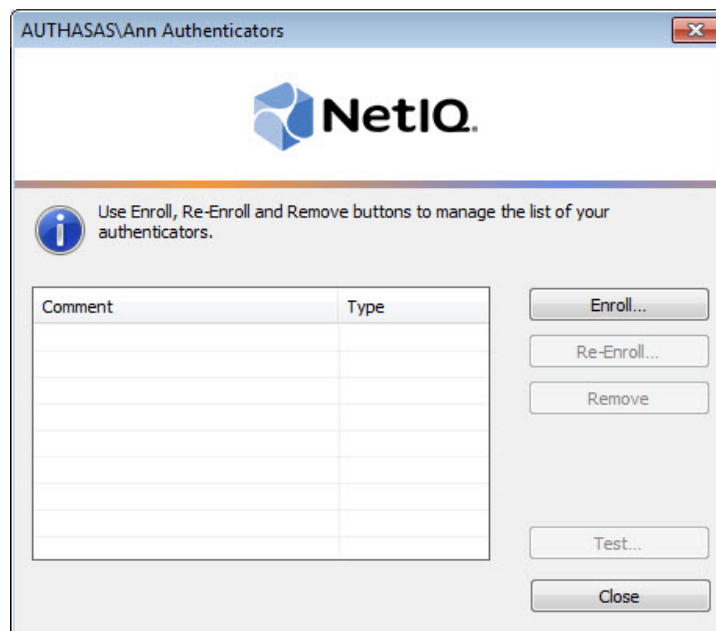 AUTHASAS\Ann Authenticators
NetIQ.
Use Enroll, Re-Enroll and Remove buttons to manage the list of your
authenticators.
Comment Type
Enroll...
Re-Enroll...
Remove
Test...
Close